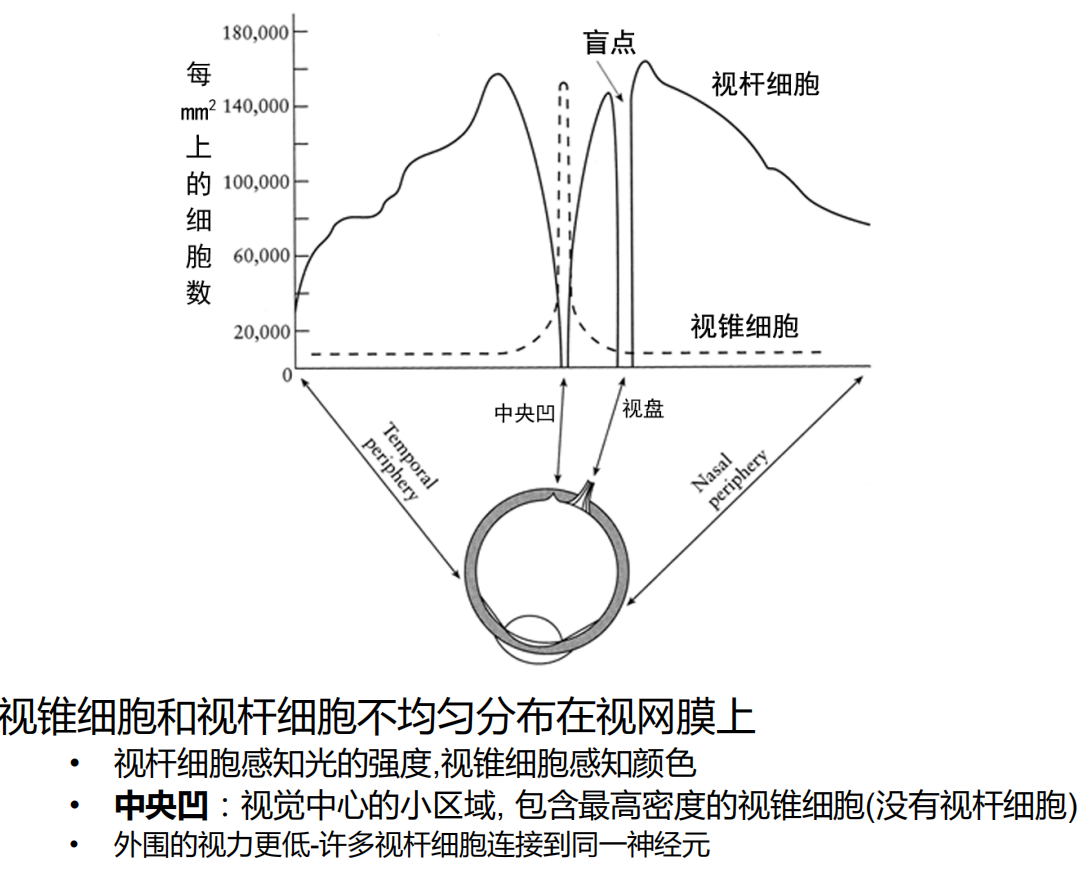 180,000
盲点
每
mm²
上
的
细
胞
数
视杆细胞
140,000
100,000
60,000
视锥细胞
20,000
0
中央凹
视盘
Temporal
periphery
Nasal
periphery
视锥细胞和视杆细胞不均匀分布在视网膜上
• 视杆细胞感知光的强度,视锥细胞感知颜色
• 中央凹：视觉中心的小区域, 包含最高密度的视锥细胞(没有视杆细胞)
• 外围的视力更低-许多视杆细胞连接到同一神经元